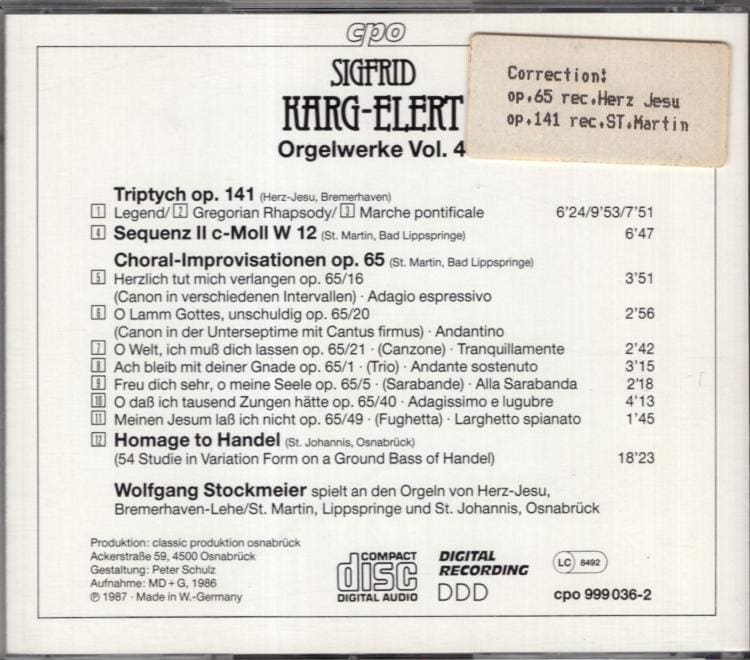 cpo
SIGFRID
KARG-ELERT
Orgelwerke Vol. 4
Correction:
op.65 rec.Herz Jesu
op.141 rec.ST.Martin
Triptych op. 141 (Herz-Jesu, Bremerhaven)
1 Legend/ 2 Gregorian Rhapsody/ 3 Marche pontificale 6'24/9'53/7'51
4 Sequenz II c-Moll W 12 (St. Martin, Bad Lippspringe) 6'47
Choral-Improvisationen op. 65 (St. Martin, Bad Lippspringe)
5 Herzlich tut mich verlangen op. 65/16 3'51
(Canon in verschiedenen Intervallen) · Adagio espressivo
6 O Lamm Gottes, unschuldig op. 65/20 2'56
(Canon in der Unterseptime mit Cantus firmus) · Andantino
7 O Welt, ich muß dich lassen op. 65/21 · (Canzone) · Tranquillamente 2'42
8 Ach bleib mit deiner Gnade op. 65/1 · (Trio) · Andante sostenuto 3'15
9 Freu dich sehr, o meine Seele op. 65/5 · (Sarabande) · Alla Sarabanda 2'18
10 O daß ich tausend Zungen hätte op. 65/40 · Adagissimo e lugubre 4'13
11 Meinen Jesum laß ich nicht op. 65/49 · (Fughetta) · Larghetto spianato 1'45
12 Homage to Handel (St. Johannis, Osnabrück)
(54 Studie in Variation Form on a Ground Bass of Handel) 18'23
Wolfgang Stockmeier spielt an den Orgeln von Herz-Jesu,
Bremerhaven-Lehe/St. Martin, Lippspringe und St. Johannis, Osnabrück
Produktion: classic produktion osnabrück
Ackerstraße 59, 4500 Osnabrück
Gestaltung: Peter Schulz
Aufnahme: MD + G, 1986
℗ 1987 · Made in W.-Germany
COMPACT
disc
DIGITAL AUDIO
DIGITAL
RECORDING
DDD
LC 8492
cpo 999 036-2